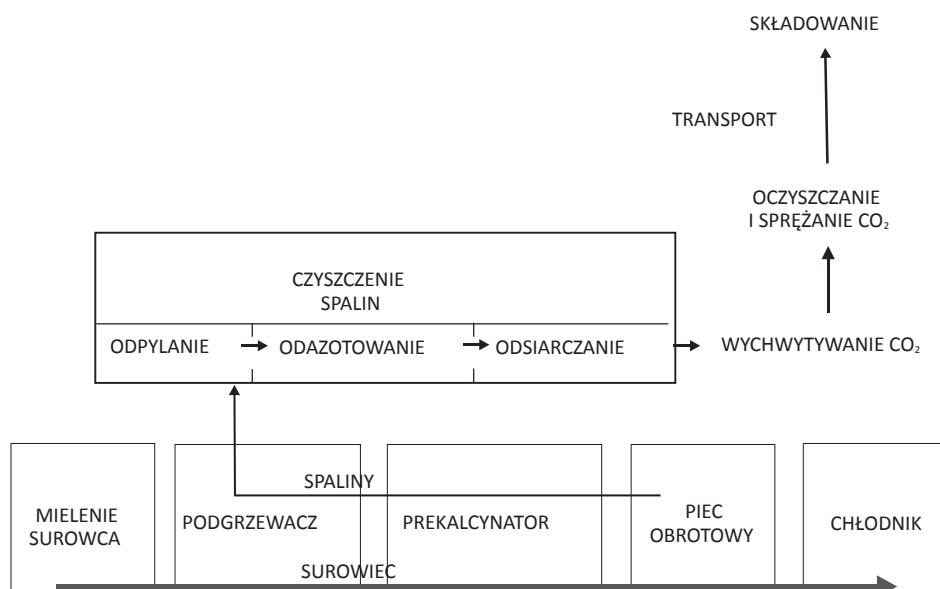 SKŁADOWANIE
TRANSPORT
OCZYSZCZANIE
I SPRĘŻANIE CO₂
CZYSZCZENIE
SPALIN
ODPYLANIE
ODAZOTOWANIE
ODSIARCZANIE
WYCHWYTYWANIE CO₂
SPALINY
MIELENIE
SUROWCA
PODGRZEWACZ
PREKALCYNATOR
PIEC
OBROTOWY
CHŁODNIK
SUROWIEC